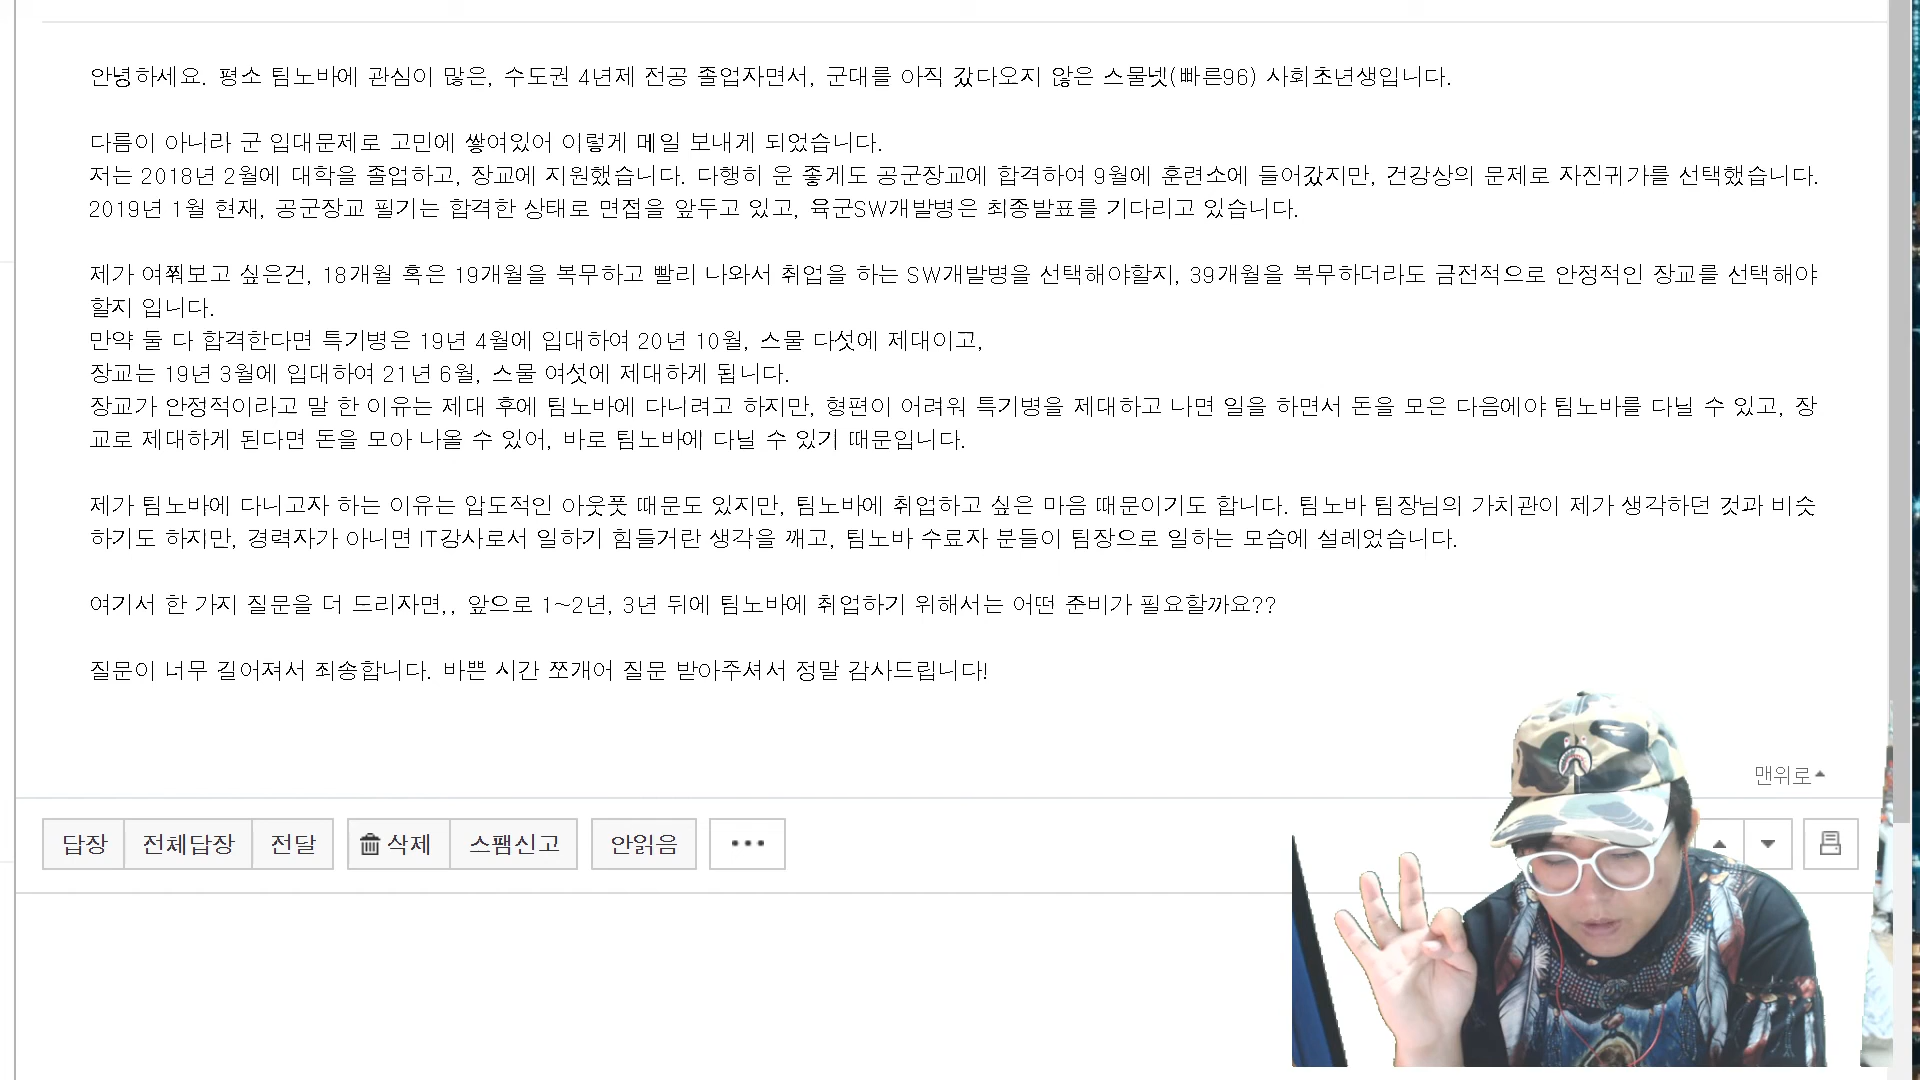 안녕하세요. 평소 팀노바에 관심이 많은, 수도권 4년제 전공 졸업자면서, 군대를 아직 갔다오지 않은 스물넷(빠른96) 사회초년생입니다.
다름이 아니라 군 입대문제로 고민에 쌓여있어 이렇게 메일 보내게 되었습니다.
저는 2018년 2월에 대학을 졸업하고, 장교에 지원했습니다. 다행히 운 좋게도 공군장교에 합격하여 9월에 훈련소에 들어갔지만, 건강상의 문제로 자진귀가를 선택했습니다.
2019년 1월 현재, 공군장교 필기는 합격한 상태로 면접을 앞두고 있고, 육군SW개발병은 최종발표를 기다리고 있습니다.
제가 여쭤보고 싶은건, 18개월 혹은 19개월을 복무하고 빨리 나와서 취업을 하는 SW개발병을 선택해야할지, 39개월을 복무하더라도 금전적으로 안정적인 장교를 선택해야
할지 입니다.
만약 둘 다 합격한다면 특기병은 19년 4월에 입대하여 20년 10월, 스물 다섯에 제대이고,
장교는 19년 3월에 입대하여 21년 6월, 스물 여섯에 제대하게 됩니다.
장교가 안정적이라고 말 한 이유는 제대 후에 팀노바에 다니려고 하지만, 형편이 어려워 특기병을 제대하고 나면 일을 하면서 돈을 모은 다음에야 팀노바를 다닐 수 있고, 장
교로 제대하게 된다면 돈을 모아 나올 수 있어, 바로 팀노바에 다닐 수 있기 때문입니다.
제가 팀노바에 다니고자 하는 이유는 압도적인 아웃풋 때문도 있지만, 팀노바에 취업하고 싶은 마음 때문이기도 합니다. 팀노바 팀장님의 가치관이 제가 생각하던 것과 비슷
하기도 하지만, 경력자가 아니면 IT강사로서 일하기 힘들거란 생각을 깨고, 팀노바 수료자 분들이 팀장으로 일하는 모습에 설레었습니다.
여기서 한 가지 질문을 더 드리자면,, 앞으로 1~2년, 3년 뒤에 팀노바에 취업하기 위해서는 어떤 준비가 필요할까요??
질문이 너무 길어져서 죄송합니다. 바쁜 시간 쪼개어 질문 받아주셔서 정말 감사드립니다!
맨위로
답장 전체답장 전달 삭제 스팸신고 안읽음